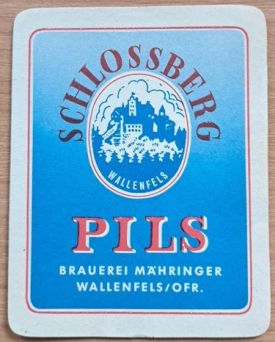 SCHLOSSBERG
WALLENFELS
PILS
BRAUEREI MÄHRINGER
WALLENFELS/OFR.